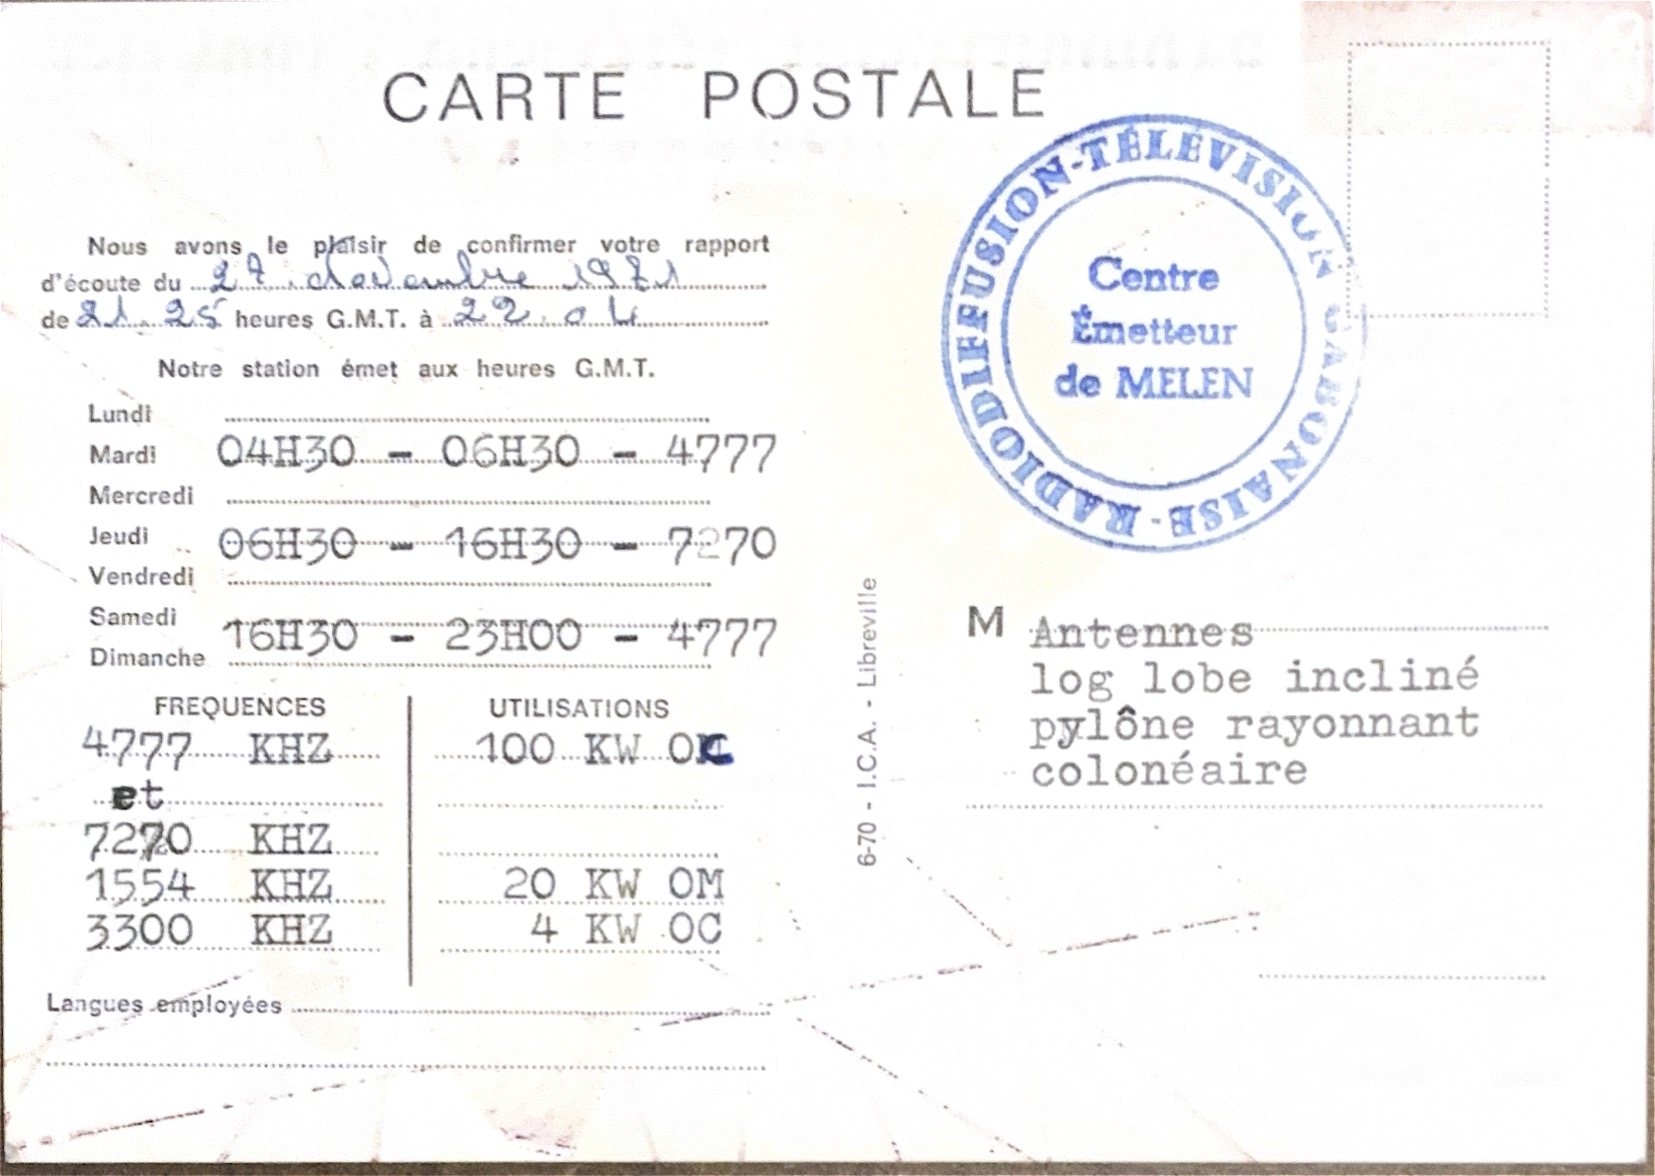 CARTE POSTALE
Nous avons le plaisir de confirmer votre rapport
d'écoute du 27 novembre 1971
de 21.25 heures G.M.T. à 22.04
Notre station émet aux heures G.M.T.
Lundi
Mardi 04H30 - 06H30 - 4777
Mercredi
Jeudi 06H30 - 16H30 - 7270
Vendredi
Samedi 16H30 - 23H00 - 4777
Dimanche
FREQUENCES UTILISATIONS
4777 KHZ 100 KW OC
et
7270 KHZ
1554 KHZ 20 KW OM
3300 KHZ 4 KW OC
Langues employées
6-70 - I.C.A. - Libreville
RADIODIFFUSION-TÉLÉVISION GABONAISE -
Centre
Émetteur
de MELEN
M Antennes
log lobe incliné
pylône rayonnant
colonéaire